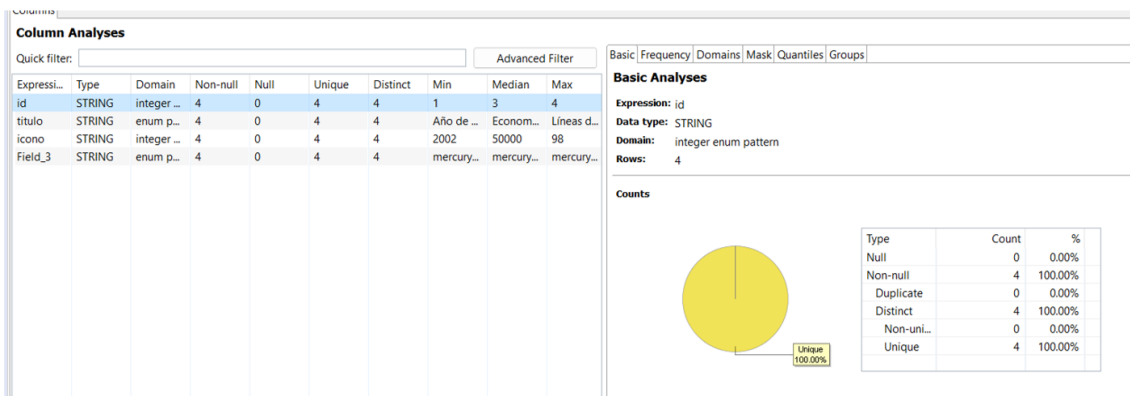 Columns
Column Analyses
Quick filter:
Advanced Filter
Expressi... Type Domain Non-null Null Unique Distinct Min Median Max
id STRING integer ... 4 0 4 4 1 3 4
titulo STRING enum p... 4 0 4 4 Año de ... Econom... Líneas d...
icono STRING integer ... 4 0 4 4 2002 50000 98
Field_3 STRING enum p... 4 0 4 4 mercury... mercury... mercury...
Basic Frequency Domains Mask Quantiles Groups
Basic Analyses
Expression: id
Data type: STRING
Domain: integer enum pattern
Rows: 4
Counts
Unique
100.00%
Type Count %
Null 0 0.00%
Non-null 4 100.00%
Duplicate 0 0.00%
Distinct 4 100.00%
Non-uni... 0 0.00%
Unique 4 100.00%